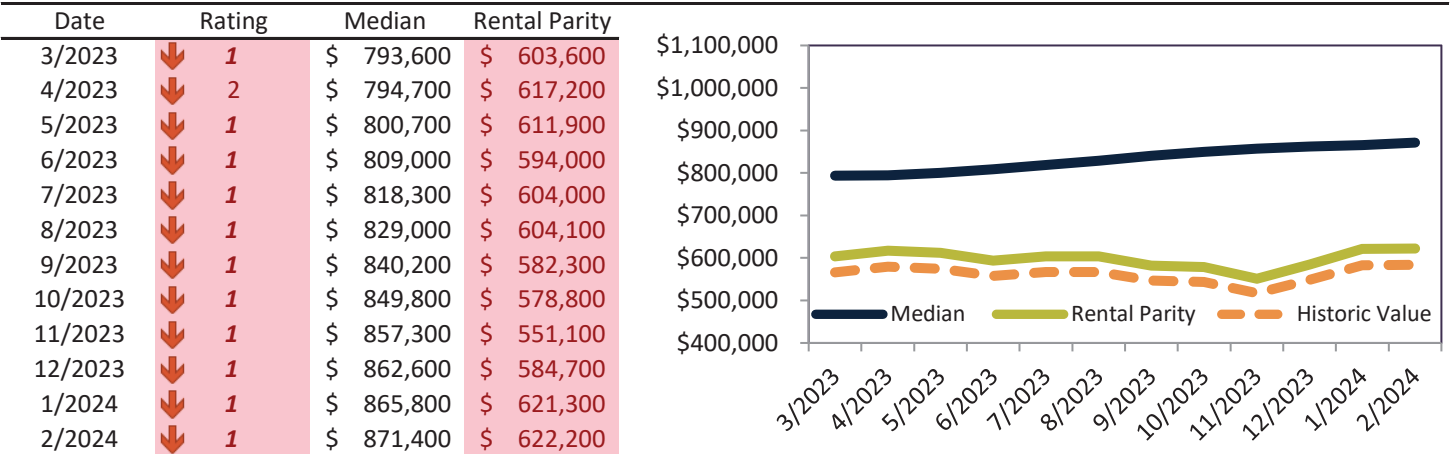 Date Rating Median Rental Parity
3/2023 1 $ 793,600 $ 603,600
4/2023 2 $ 794,700 $ 617,200
5/2023 1 $ 800,700 $ 611,900
6/2023 1 $ 809,000 $ 594,000
7/2023 1 $ 818,300 $ 604,000
8/2023 1 $ 829,000 $ 604,100
9/2023 1 $ 840,200 $ 582,300
10/2023 1 $ 849,800 $ 578,800
11/2023 1 $ 857,300 $ 551,100
12/2023 1 $ 862,600 $ 584,700
1/2024 1 $ 865,800 $ 621,300
2/2024 1 $ 871,400 $ 622,200
$1,100,000
$1,000,000
$900,000
$800,000
$700,000
$600,000
$500,000
$400,000
Median Rental Parity Historic Value
3/2023 4/2023 5/2023 6/2023 7/2023 8/2023 9/2023 10/2023 11/2023 12/2023 1/2024 2/2024